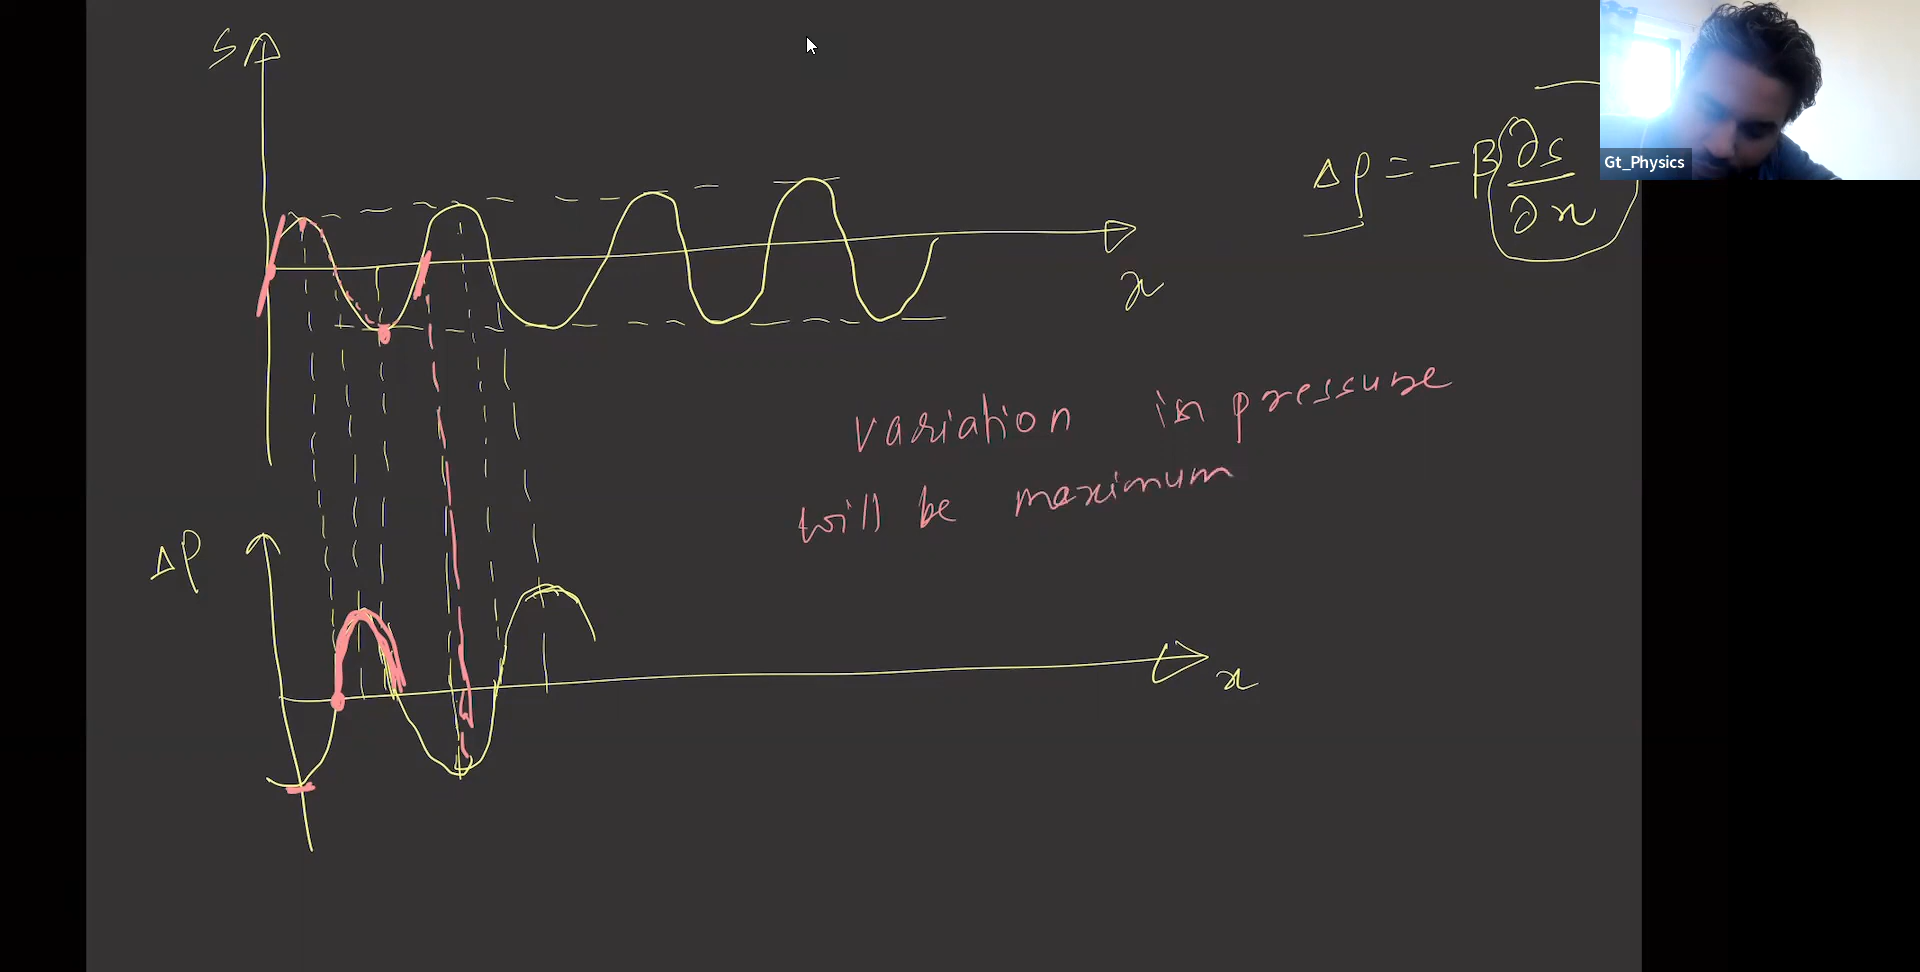 S
Δp = -β ∂s/∂x
Gt_Physics
x
variation in pressure
will be maximum
ΔP
x